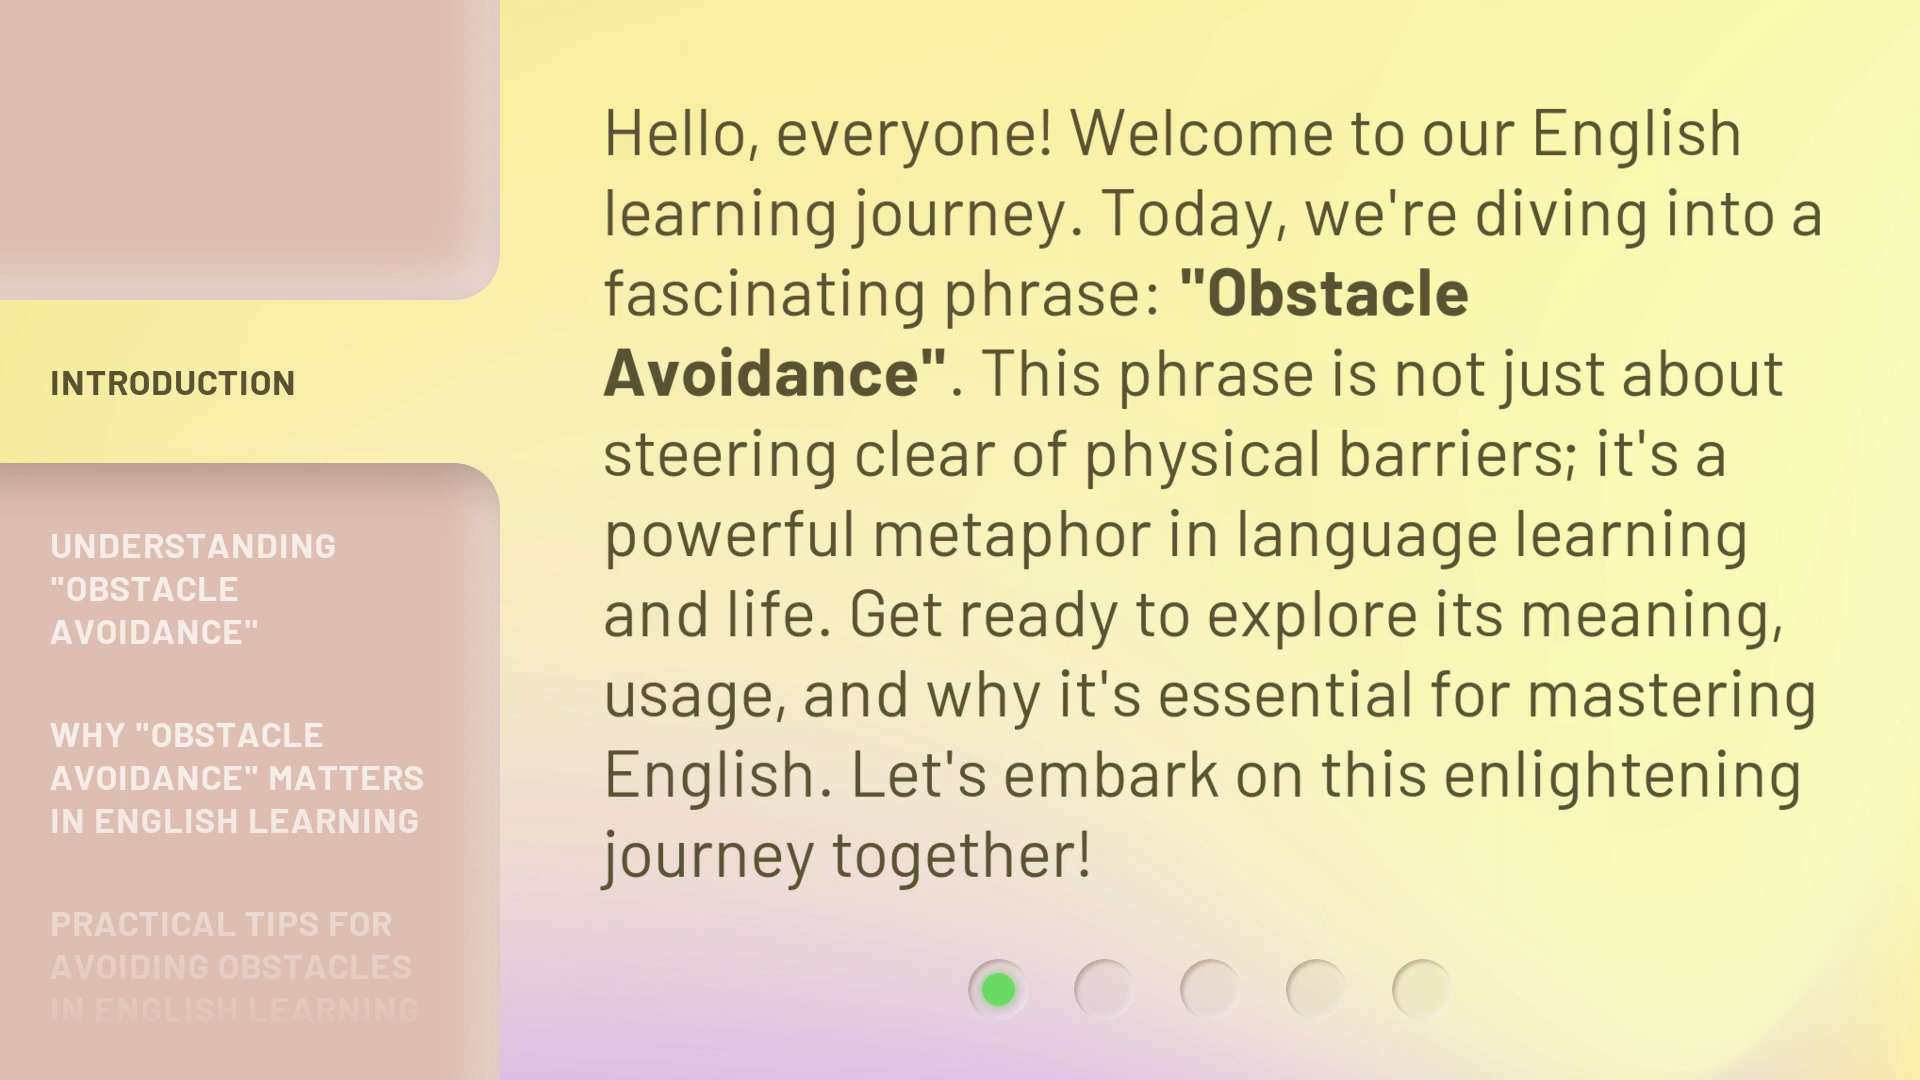 INTRODUCTION
UNDERSTANDING
"OBSTACLE
AVOIDANCE"
WHY "OBSTACLE
AVOIDANCE" MATTERS
IN ENGLISH LEARNING
PRACTICAL TIPS FOR
AVOIDING OBSTACLES
IN ENGLISH LEARNING
Hello, everyone! Welcome to our English
learning journey. Today, we're diving into a
fascinating phrase: "Obstacle
Avoidance". This phrase is not just about
steering clear of physical barriers; it's a
powerful metaphor in language learning
and life. Get ready to explore its meaning,
usage, and why it's essential for mastering
English. Let's embark on this enlightening
journey together!